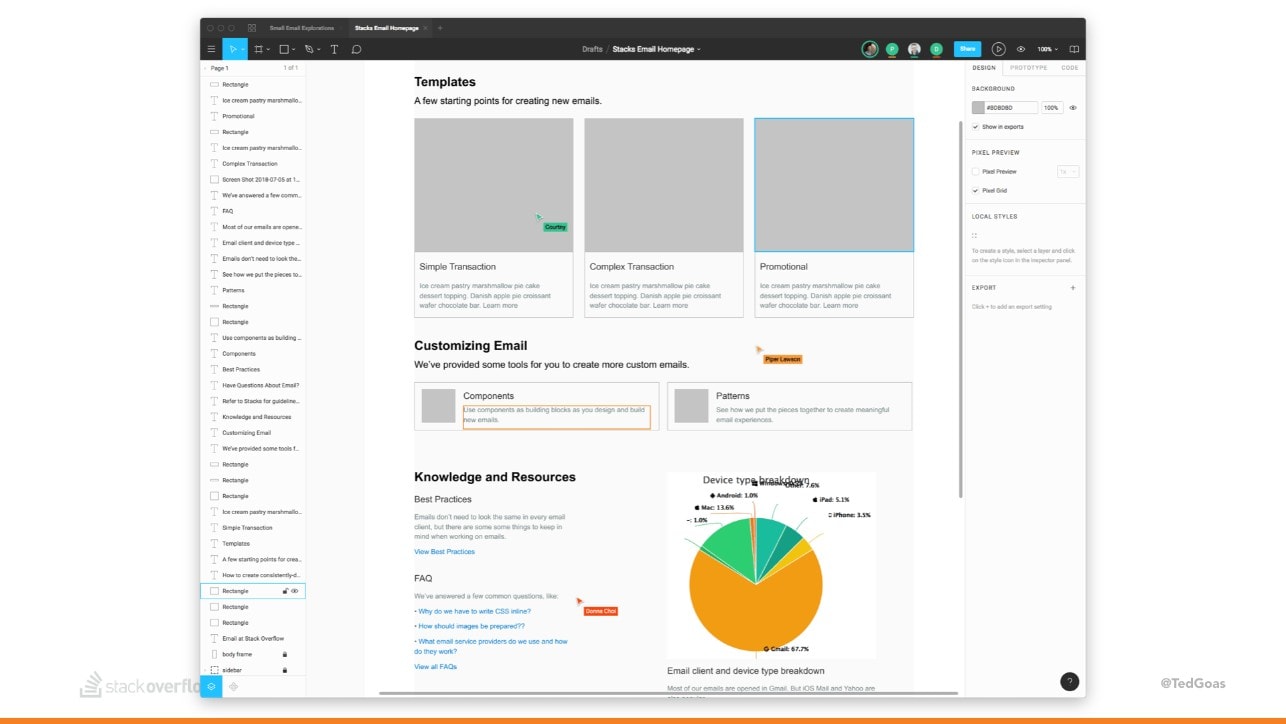 Small Email Explorations
Stacks Email Homepage
Drafts / Stacks Email Homepage
P
D
Share
100%
Page 1
1 of 1
Rectangle
Ice cream pastry marshmallo...
Promotional
Rectangle
Ice cream pastry marshmallo...
Complex Transaction
Screen Shot 2018-07-05 at 1...
We've answered a few comm...
FAQ
Most of our emails are opene...
Email client and device type ...
Emails don't need to look the...
See how we put the pieces to...
Patterns
Rectangle
Rectangle
Use components as building ...
Components
Best Practices
Have Questions About Email?
Refer to Stacks for guideline...
Knowledge and Resources
Customizing Email
We've provided some tools f...
Rectangle
Rectangle
Rectangle
Ice cream pastry marshmallo...
Simple Transaction
Templates
A few starting points for crea...
How to create consistently-d...
Rectangle
Rectangle
Rectangle
Email at Stack Overflow
body frame
sidebar
Templates
A few starting points for creating new emails.
Courtny
Simple Transaction
Ice cream pastry marshmallow pie cake
dessert topping. Danish apple pie croissant
wafer chocolate bar. Learn more
Complex Transaction
Ice cream pastry marshmallow pie cake
dessert topping. Danish apple pie croissant
wafer chocolate bar. Learn more
Promotional
Ice cream pastry marshmallow pie cake
dessert topping. Danish apple pie croissant
wafer chocolate bar. Learn more
Customizing Email
We've provided some tools for you to create more custom emails.
Piper Lawson
Components
Use components as building blocks as you design and build
new emails.
Patterns
See how we put the pieces together to create meaningful
email experiences.
Knowledge and Resources
Best Practices
Emails don't need to look the same in every email
client, but there are some some things to keep in
mind when working on emails.
View Best Practices
FAQ
We've answered a few common questions, like:
• Why do we have to write CSS inline?
• How should images be prepared??
• What email service providers do we use and how
do they work?
View all FAQs
Donna Choi
Device type breakdown
Other: 7.6%
Android: 1.0%
iPad: 5.1%
Mac: 13.6%
iPhone: 3.5%
–: 1.0%
Gmail: 67.7%
Email client and device type breakdown
Most of our emails are opened in Gmail. But iOS Mail and Yahoo are
DESIGN
PROTOTYPE
CODE
BACKGROUND
#BDBDBD
100%
Show in exports
PIXEL PREVIEW
Pixel Preview
1x
Pixel Grid
LOCAL STYLES
To create a style, select a layer and click
on the style icon in the inspector panel.
EXPORT
Click + to add an export setting
?
stackoverflo
@TedGoas